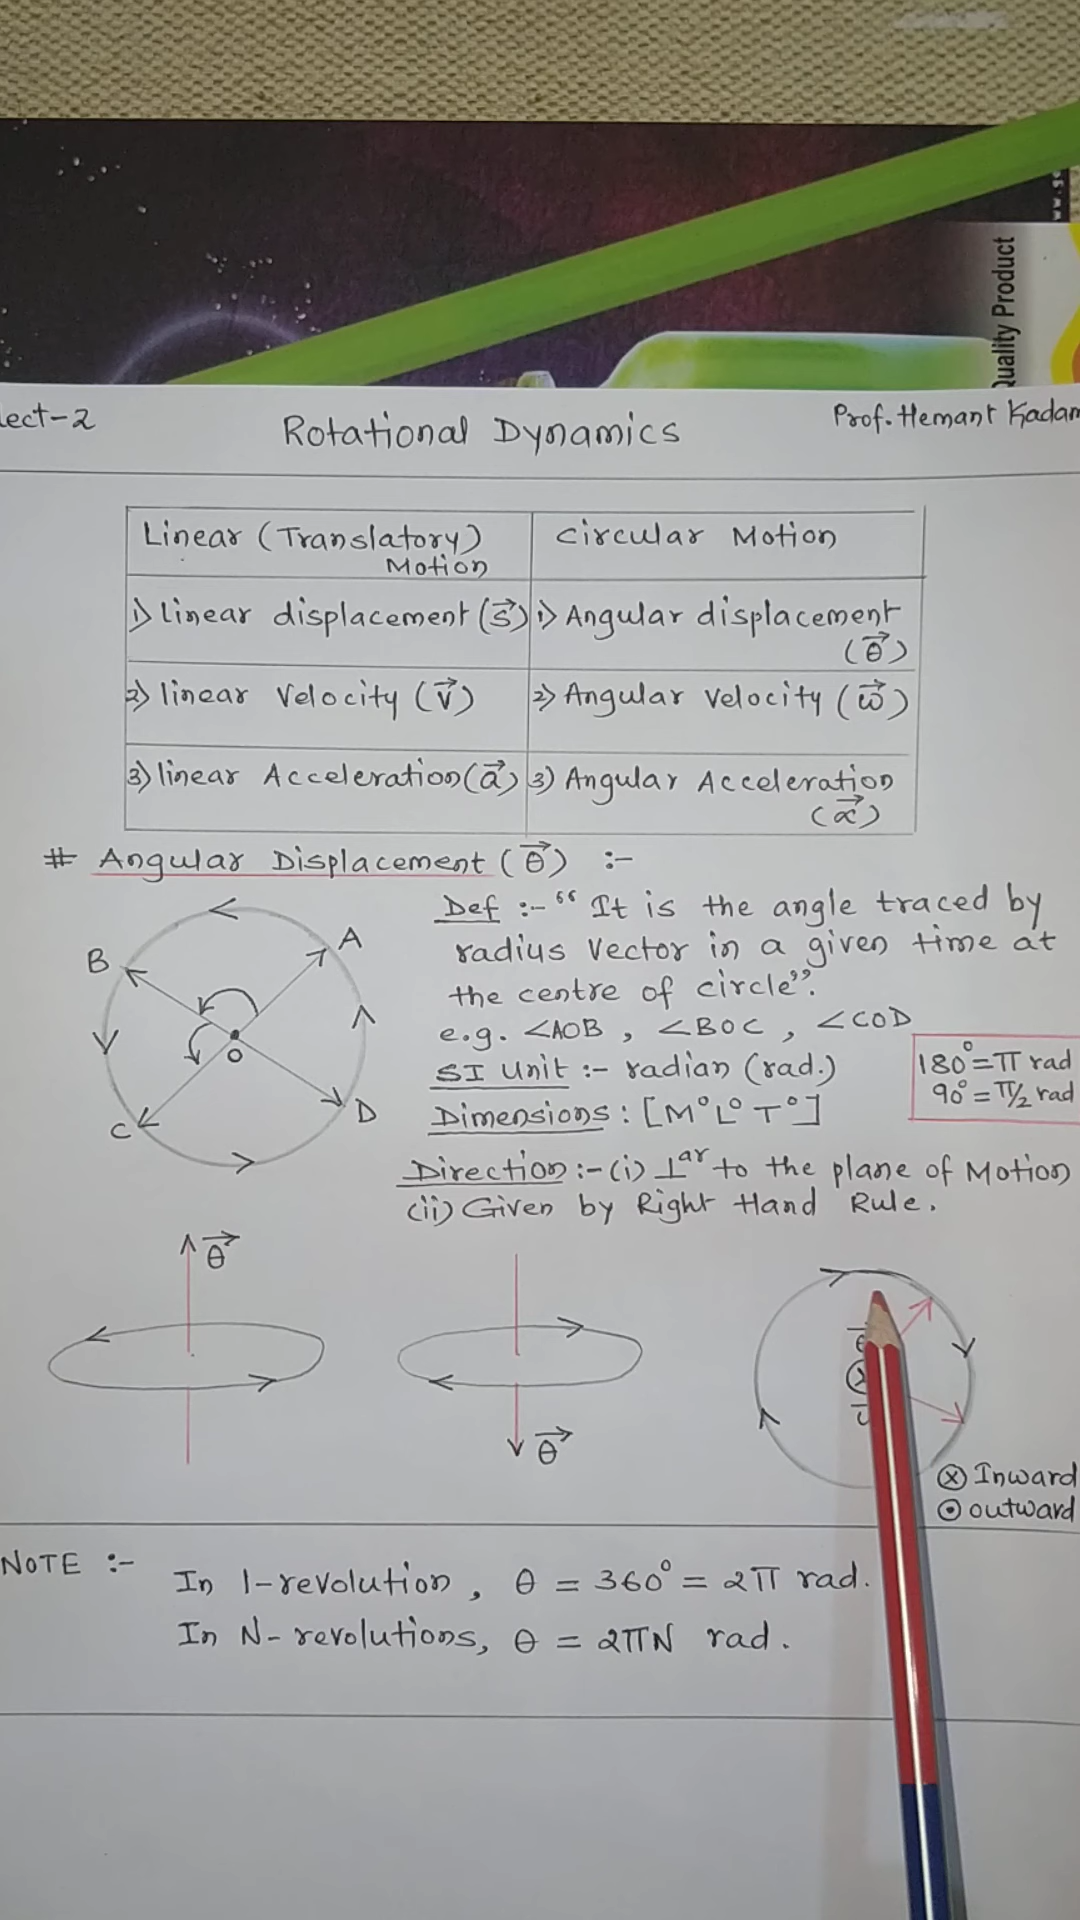 Quality Product
Lect-2
Rotational Dynamics
Prof. Hemant Kadam
Linear (Translatory) Motion
Circular Motion
1) linear displacement (s⃗)
1) Angular displacement (θ⃗)
2) linear Velocity (v⃗)
2) Angular Velocity (ω⃗)
3) linear Acceleration (a⃗)
3) Angular Acceleration (α⃗)
# Angular Displacement (θ⃗) :-
Def :- “ It is the angle traced by
radius vector in a given time at
the centre of circle”.
e.g. ∠AOB , ∠BOC , ∠COD
SI Unit :- radian (rad.)
Dimensions : [M⁰L⁰T⁰]
180° = π rad
90° = π/2 rad
Direction :- (i) ⊥ar to the plane of Motion
(ii) Given by Right Hand Rule.
A
B
O
C
D
θ⃗
θ⃗
ⓧ Inward
⊙ outward
NOTE :-
In 1-revolution , θ = 360° = 2π rad.
In N-revolutions, θ = 2πN rad.